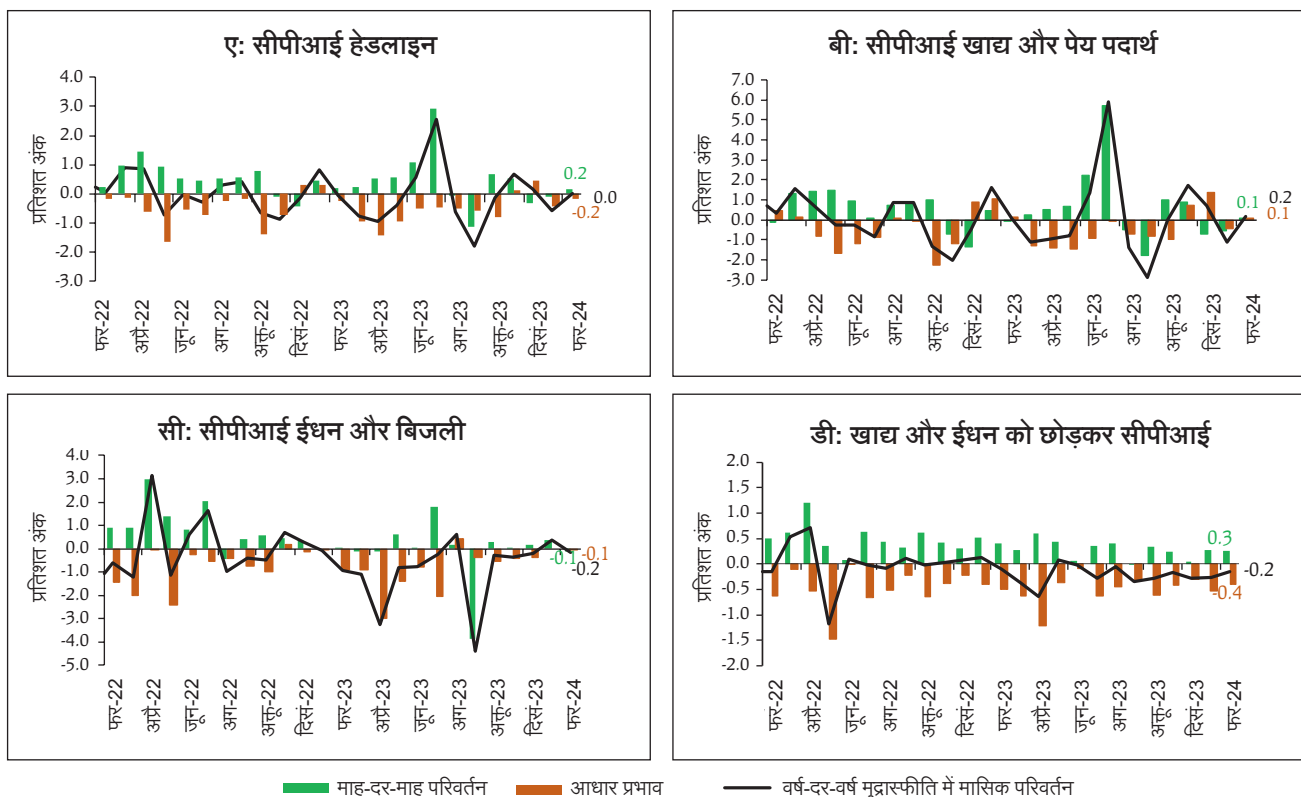 ए: सीपीआई हेडलाइन
प्रतिशत अंक
4.0
3.0
2.0
1.0
0.0
-1.0
-2.0
-3.0
0.2
0.0
-0.2
फर-22
अप्रै-22
जून-22
अग-22
अक्तू-22
दिसं-22
फर-23
अप्रै-23
जून-23
अग-23
अक्तू-23
दिसं-23
फर-24
बी: सीपीआई खाद्य और पेय पदार्थ
प्रतिशत अंक
7.0
6.0
5.0
4.0
3.0
2.0
1.0
0.0
-1.0
-2.0
-3.0
0.2
0.1
0.1
फर-22
अप्रै-22
जून-22
अग-22
अक्तू-22
दिसं-22
फर-23
अप्रै-23
जून-23
अग-23
अक्तू-23
दिसं-23
फर-24
सी: सीपीआई ईधन और बिजली
प्रतिशत अंक
4.0
3.0
2.0
1.0
0.0
-1.0
-2.0
-3.0
-4.0
-5.0
-0.1
-0.1
-0.2
फर-22
अप्रै-22
जून-22
अग-22
अक्तू-22
दिसं-22
फर-23
अप्रै-23
जून-23
अग-23
अक्तू-23
दिसं-23
फर-24
डी: खाद्य और ईधन को छोड़कर सीपीआई
प्रतिशत अंक
2.0
1.5
1.0
0.5
0.0
-0.5
-1.0
-1.5
-2.0
0.3
-0.2
-0.4
फर-22
अप्रै-22
जून-22
अग-22
अक्तू-22
दिसं-22
फर-23
अप्रै-23
जून-23
अग-23
अक्तू-23
दिसं-23
फर-24
माह-दर-माह परिवर्तन आधार प्रभाव वर्ष-दर-वर्ष मुद्रास्फीति में मासिक परिवर्तन